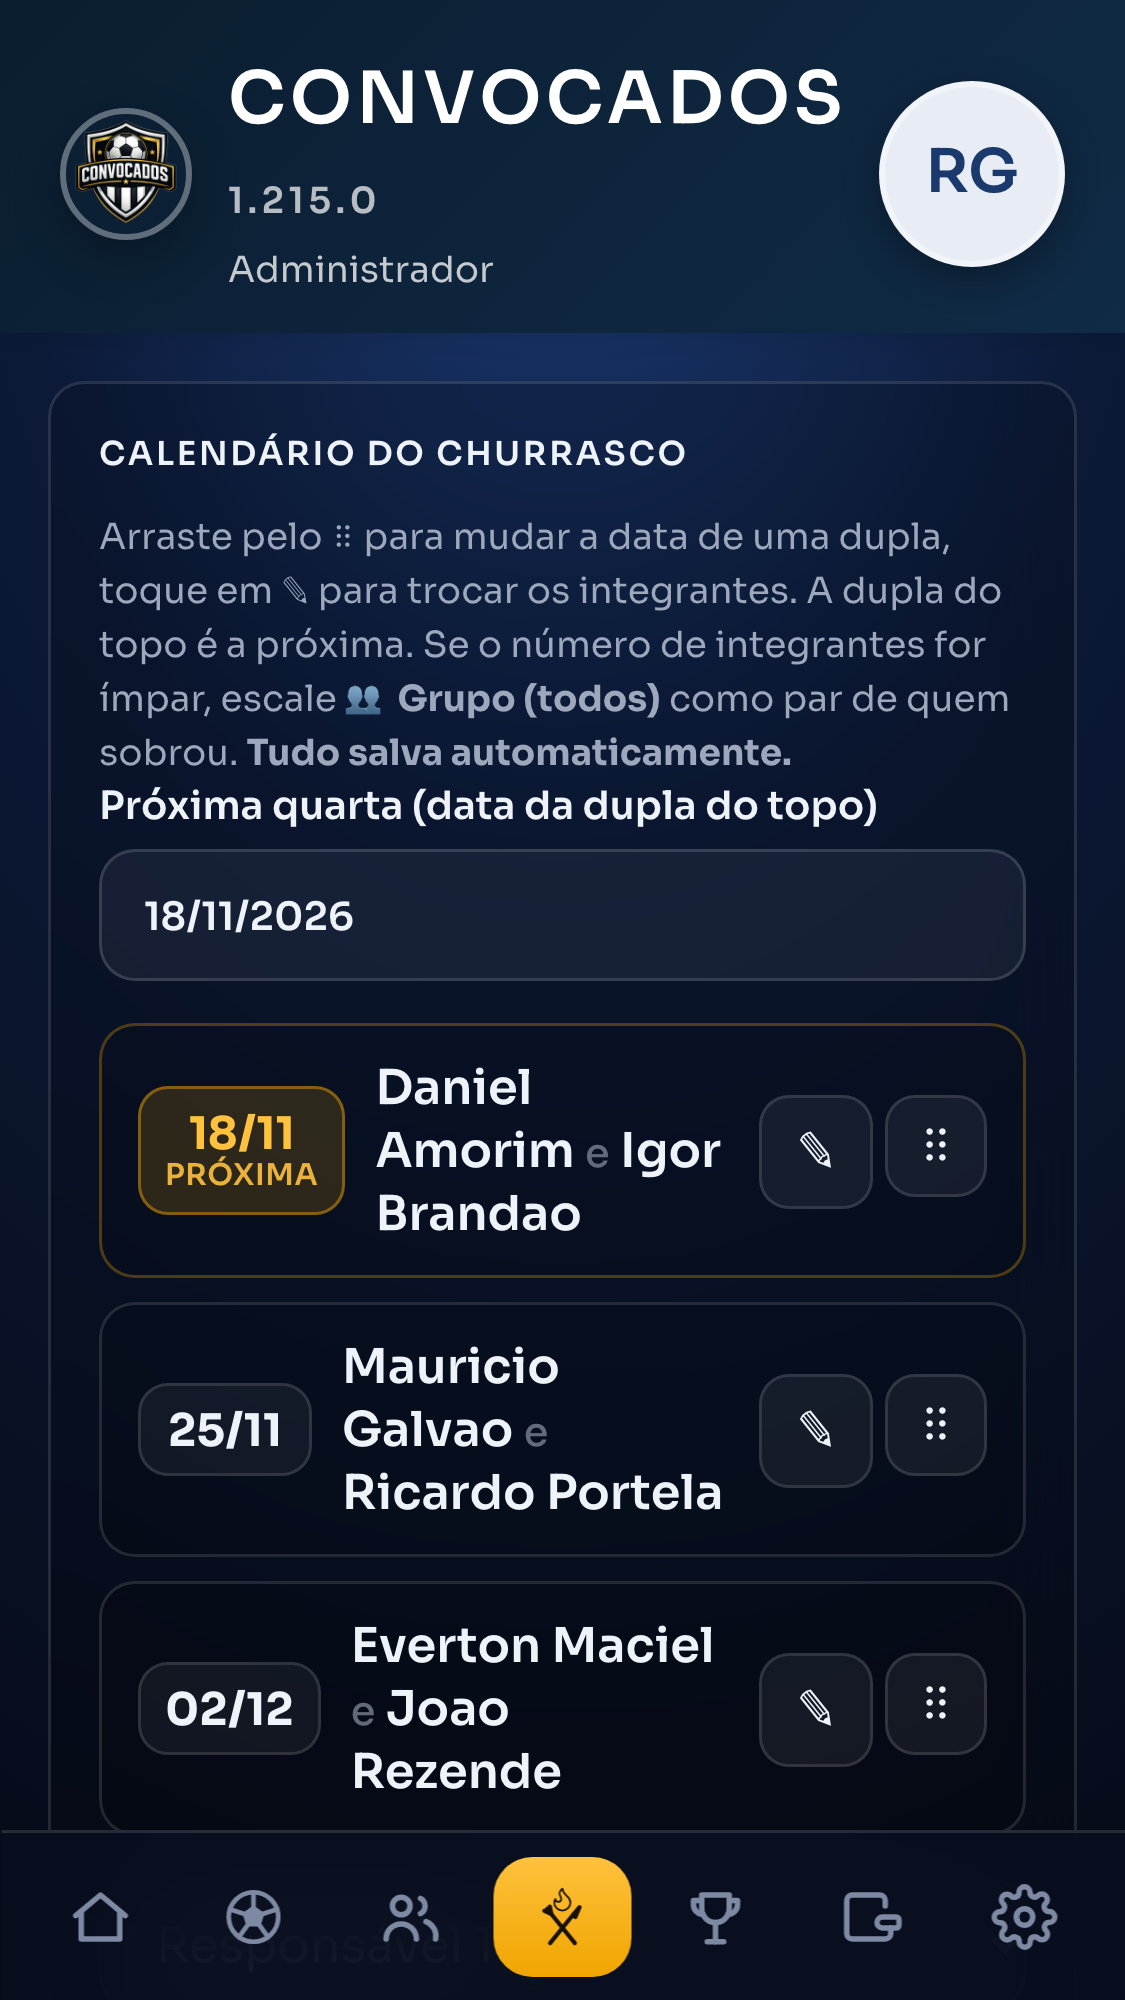 CONVOCADOS
CONVOCADOS
1.215.0
Administrador
RG
CALENDÁRIO DO CHURRASCO
Arraste pelo ⠿ para mudar a data de uma dupla,
toque em ✎ para trocar os integrantes. A dupla do
topo é a próxima. Se o número de integrantes for
ímpar, escale 👥 Grupo (todos) como par de quem
sobrou. Tudo salva automaticamente.
Próxima quarta (data da dupla do topo)
18/11/2026
18/11
PRÓXIMA
Daniel
Amorim e Igor
Brandao
25/11
Mauricio
Galvao e
Ricardo Portela
02/12
Everton Maciel
e Joao
Rezende
Responsável